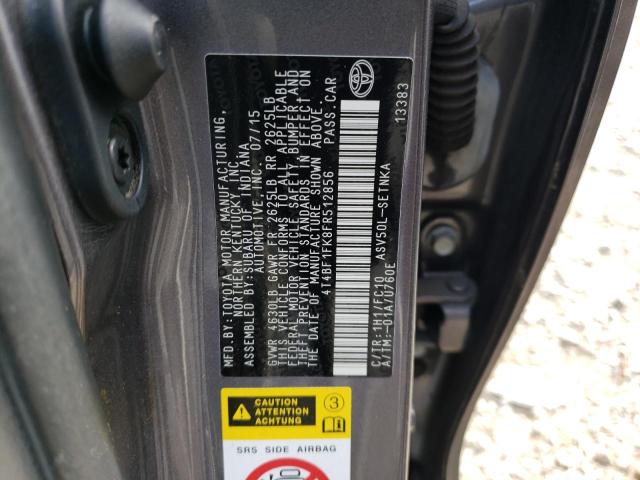 MFD.BY:TOYOTA MOTOR MANUFACTURING,
NORTHERN KENTUCKY INC.
ASSEMBLED BY:SUBARU OF INDIANA
AUTOMOTIVE,INC. 07/15
GVWR 4630LB GAWR FR 2625LB RR 2625LB
THIS VEHICLE CONFORMS TO ALL APPLICABLE
FEDERAL MOTOR VEHICLE SAFETY, BUMPER AND
THEFT PREVENTION STANDARDS IN EFFECT ON
THE DATE OF MANUFACTURE SHOWN ABOVE.
4T4BF1FK8FR512856 PASS.CAR
C/TR:1H1/FC10 ASV50L-SETNKA
A/TM:-01A/U760E 13383
CAUTION
ATTENTION
ACHTUNG
3
SRS SIDE AIRBAG